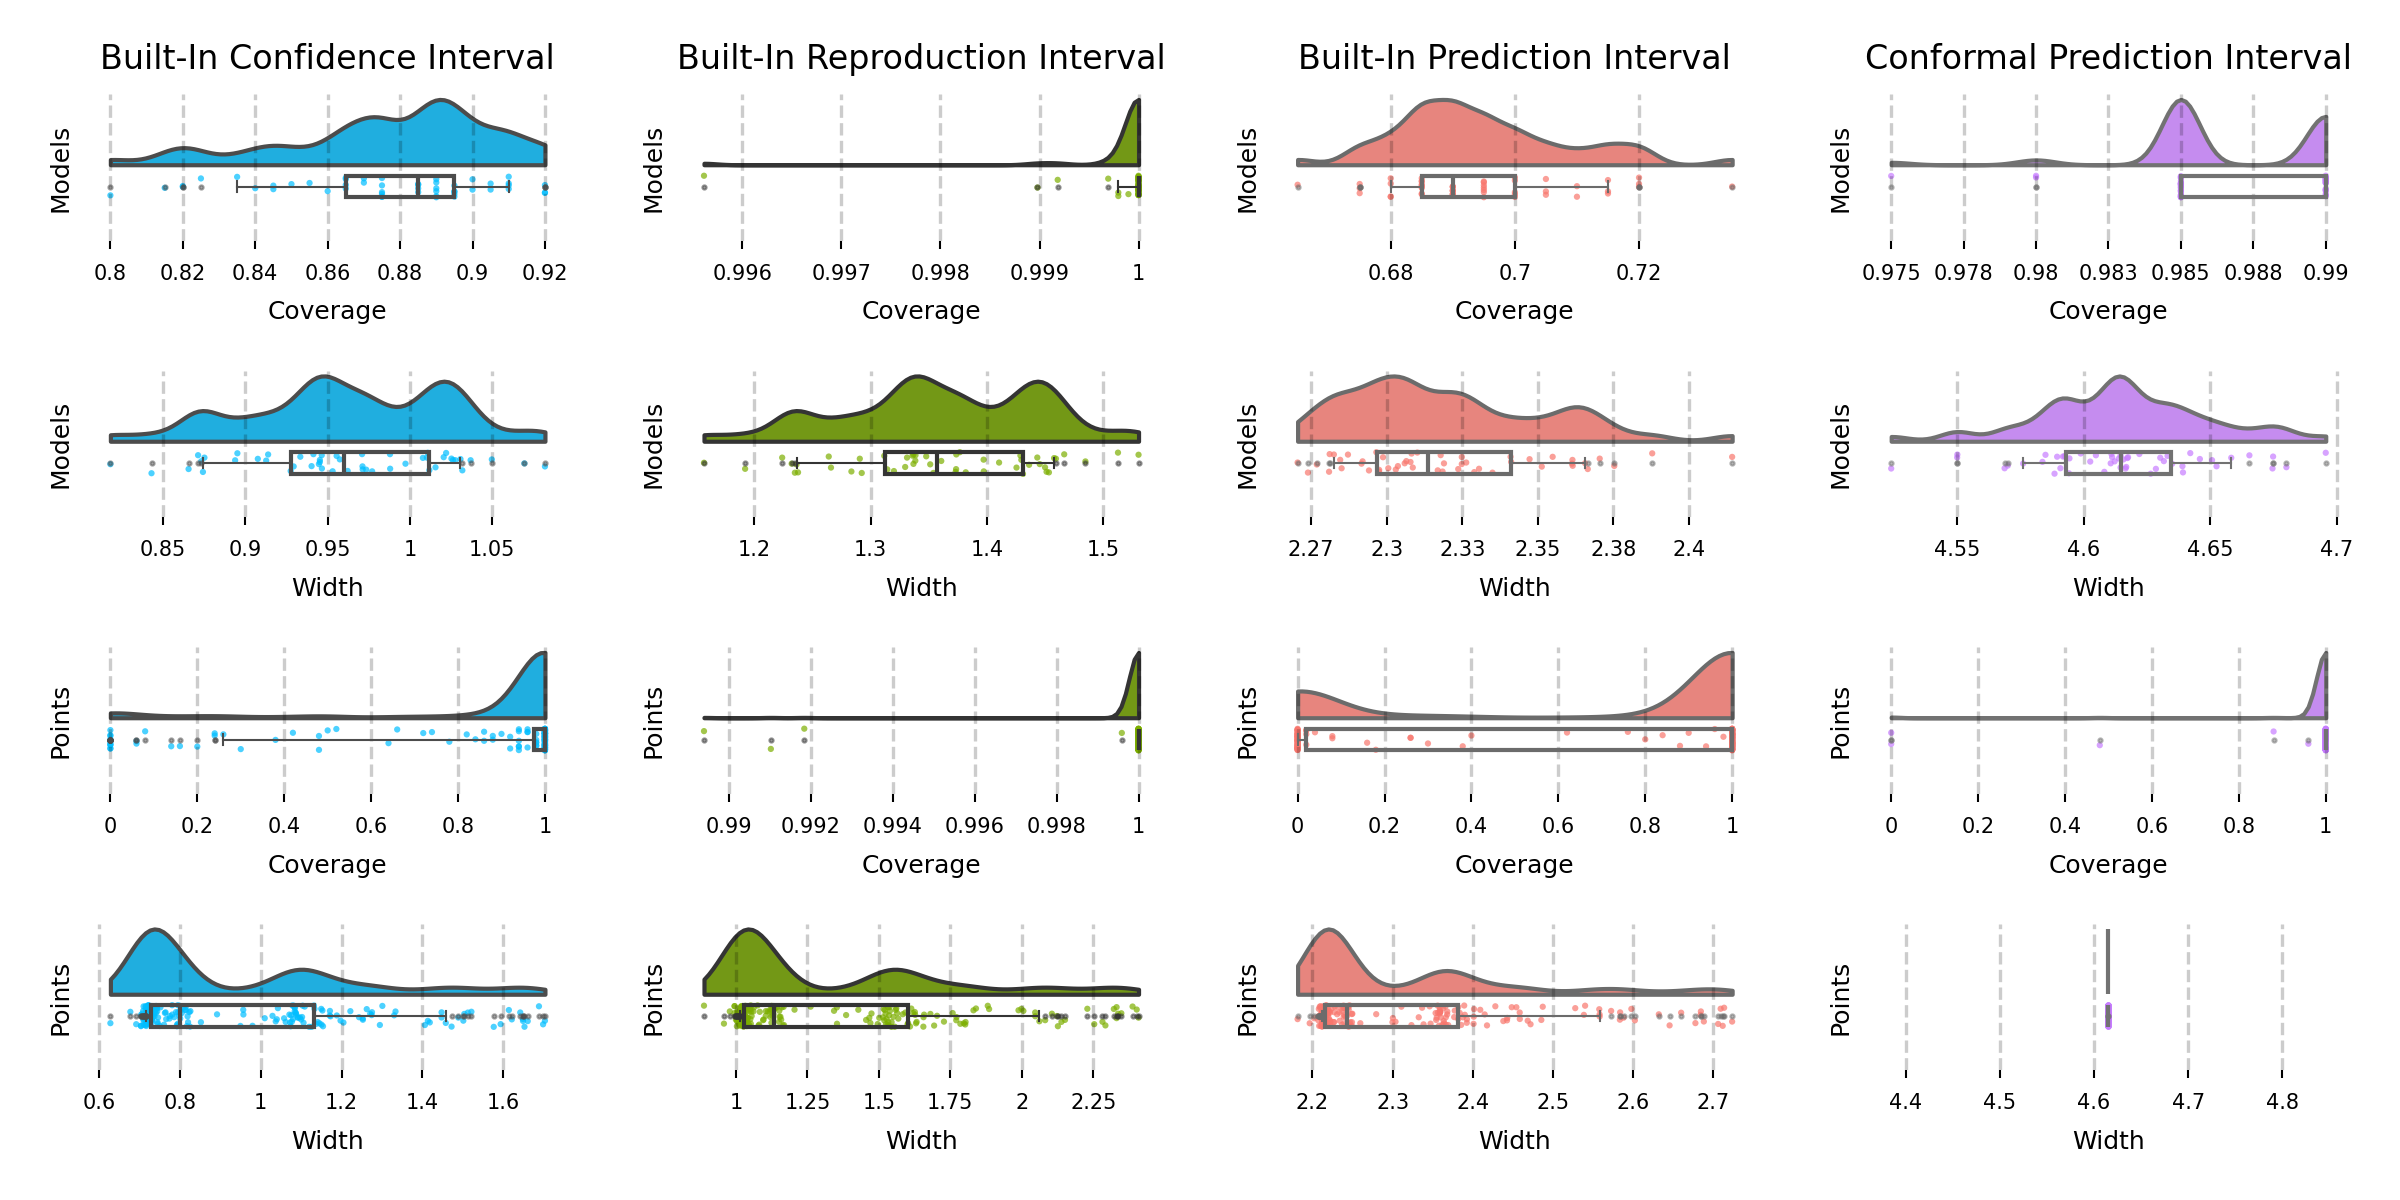 Built-In Confidence Interval Built-In Reproduction Interval Built-In Prediction Interval Conformal Prediction Interval
Models Models Models Models
0.8 0.82 0.84 0.86 0.88 0.9 0.92 0.996 0.997 0.998 0.999 1 0.68 0.7 0.72 0.975 0.978 0.98 0.983 0.985 0.988 0.99
Coverage Coverage Coverage Coverage
Models Models Models Models
0.85 0.9 0.95 1 1.05 1.2 1.3 1.4 1.5 2.27 2.3 2.33 2.35 2.38 2.4 4.55 4.6 4.65 4.7
Width Width Width Width
Points Points Points Points
0 0.2 0.4 0.6 0.8 1 0.99 0.992 0.994 0.996 0.998 1 0 0.2 0.4 0.6 0.8 1 0 0.2 0.4 0.6 0.8 1
Coverage Coverage Coverage Coverage
Points Points Points Points
0.6 0.8 1 1.2 1.4 1.6 1 1.25 1.5 1.75 2 2.25 2.2 2.3 2.4 2.5 2.6 2.7 4.4 4.5 4.6 4.7 4.8
Width Width Width Width